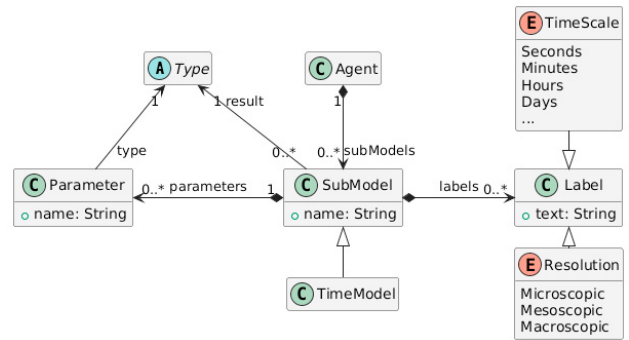 E TimeScale
Seconds
Minutes
Hours
Days
...
A Type
C Agent
1
1 result
1
type
0..*
0..* subModels
C Parameter
name: String
0..* parameters
1
C SubModel
name: String
labels 0..*
C Label
text: String
C TimeModel
E Resolution
Microscopic
Mesoscopic
Macroscopic